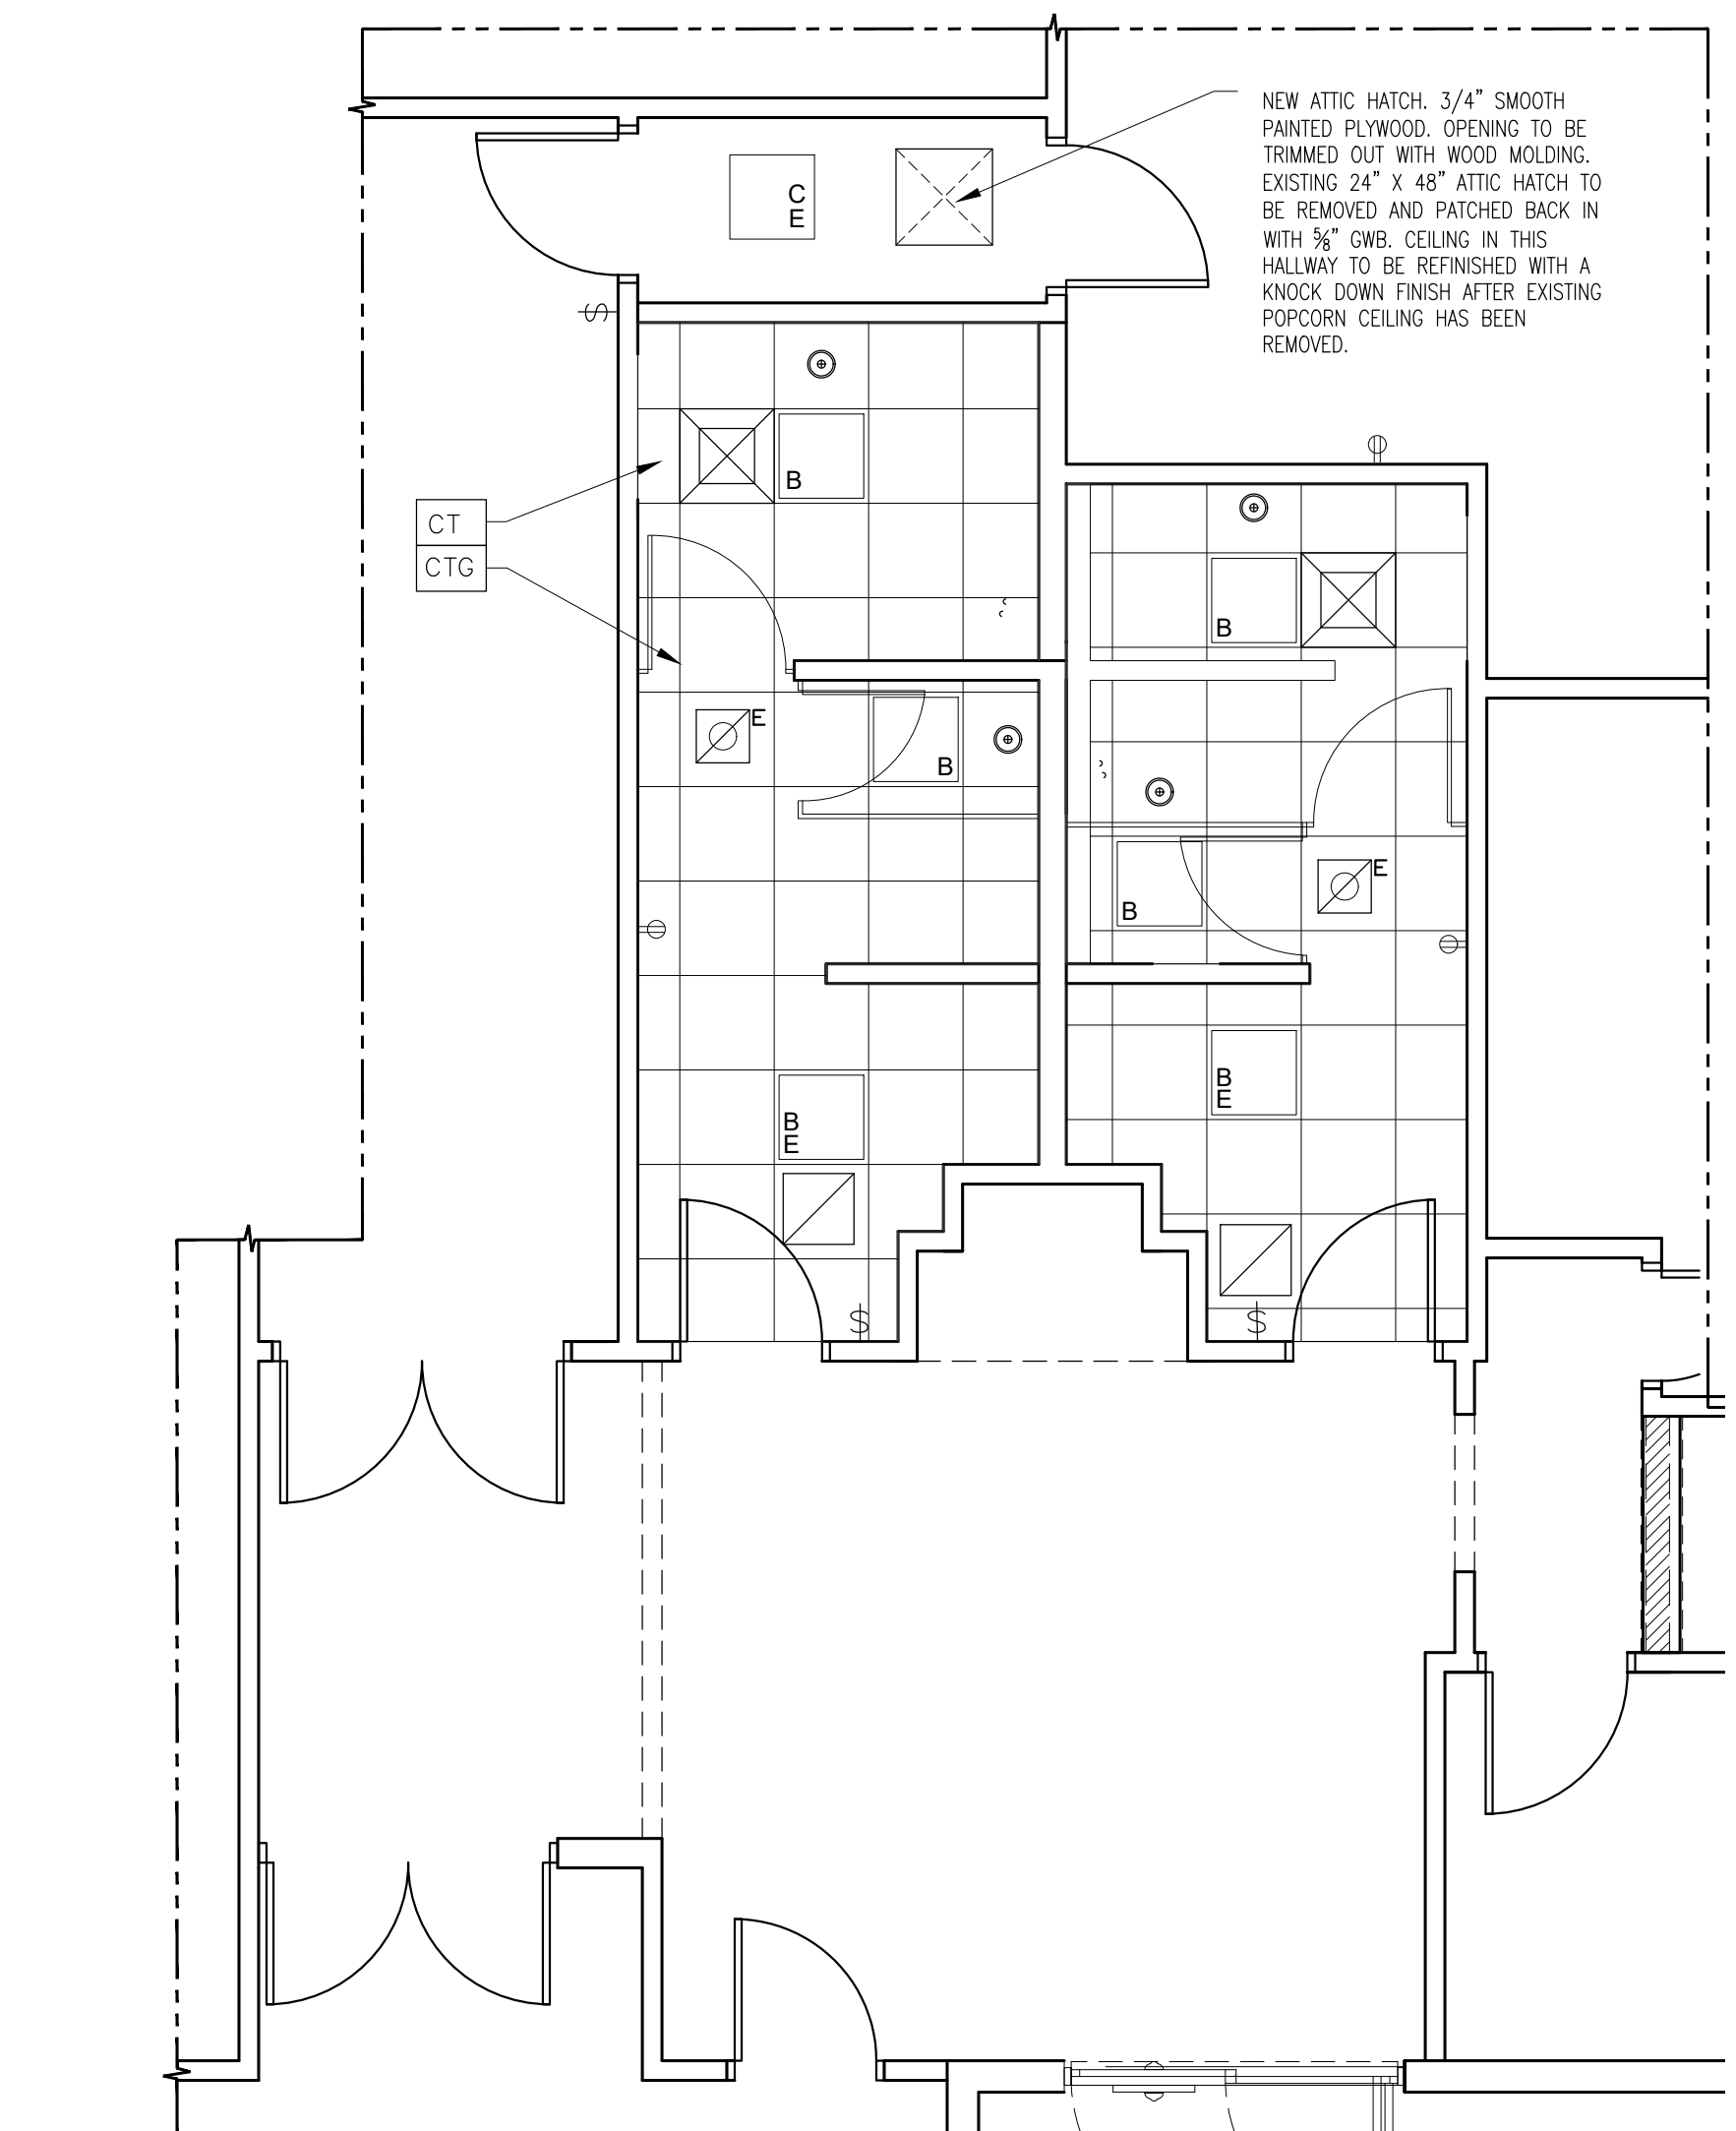 NEW ATTIC HATCH. 3/4” SMOOTH
PAINTED PLYWOOD. OPENING TO BE
TRIMMED OUT WITH WOOD MOLDING.
EXISTING 24” X 48” ATTIC HATCH TO
BE REMOVED AND PATCHED BACK IN
WITH ⅝” GWB. CEILING IN THIS
HALLWAY TO BE REFINISHED WITH A
KNOCK DOWN FINISH AFTER EXISTING
POPCORN CEILING HAS BEEN
REMOVED.
C
E
$
B
CT
CTG
B
E
B
E
B
B
E
B
E
$
$